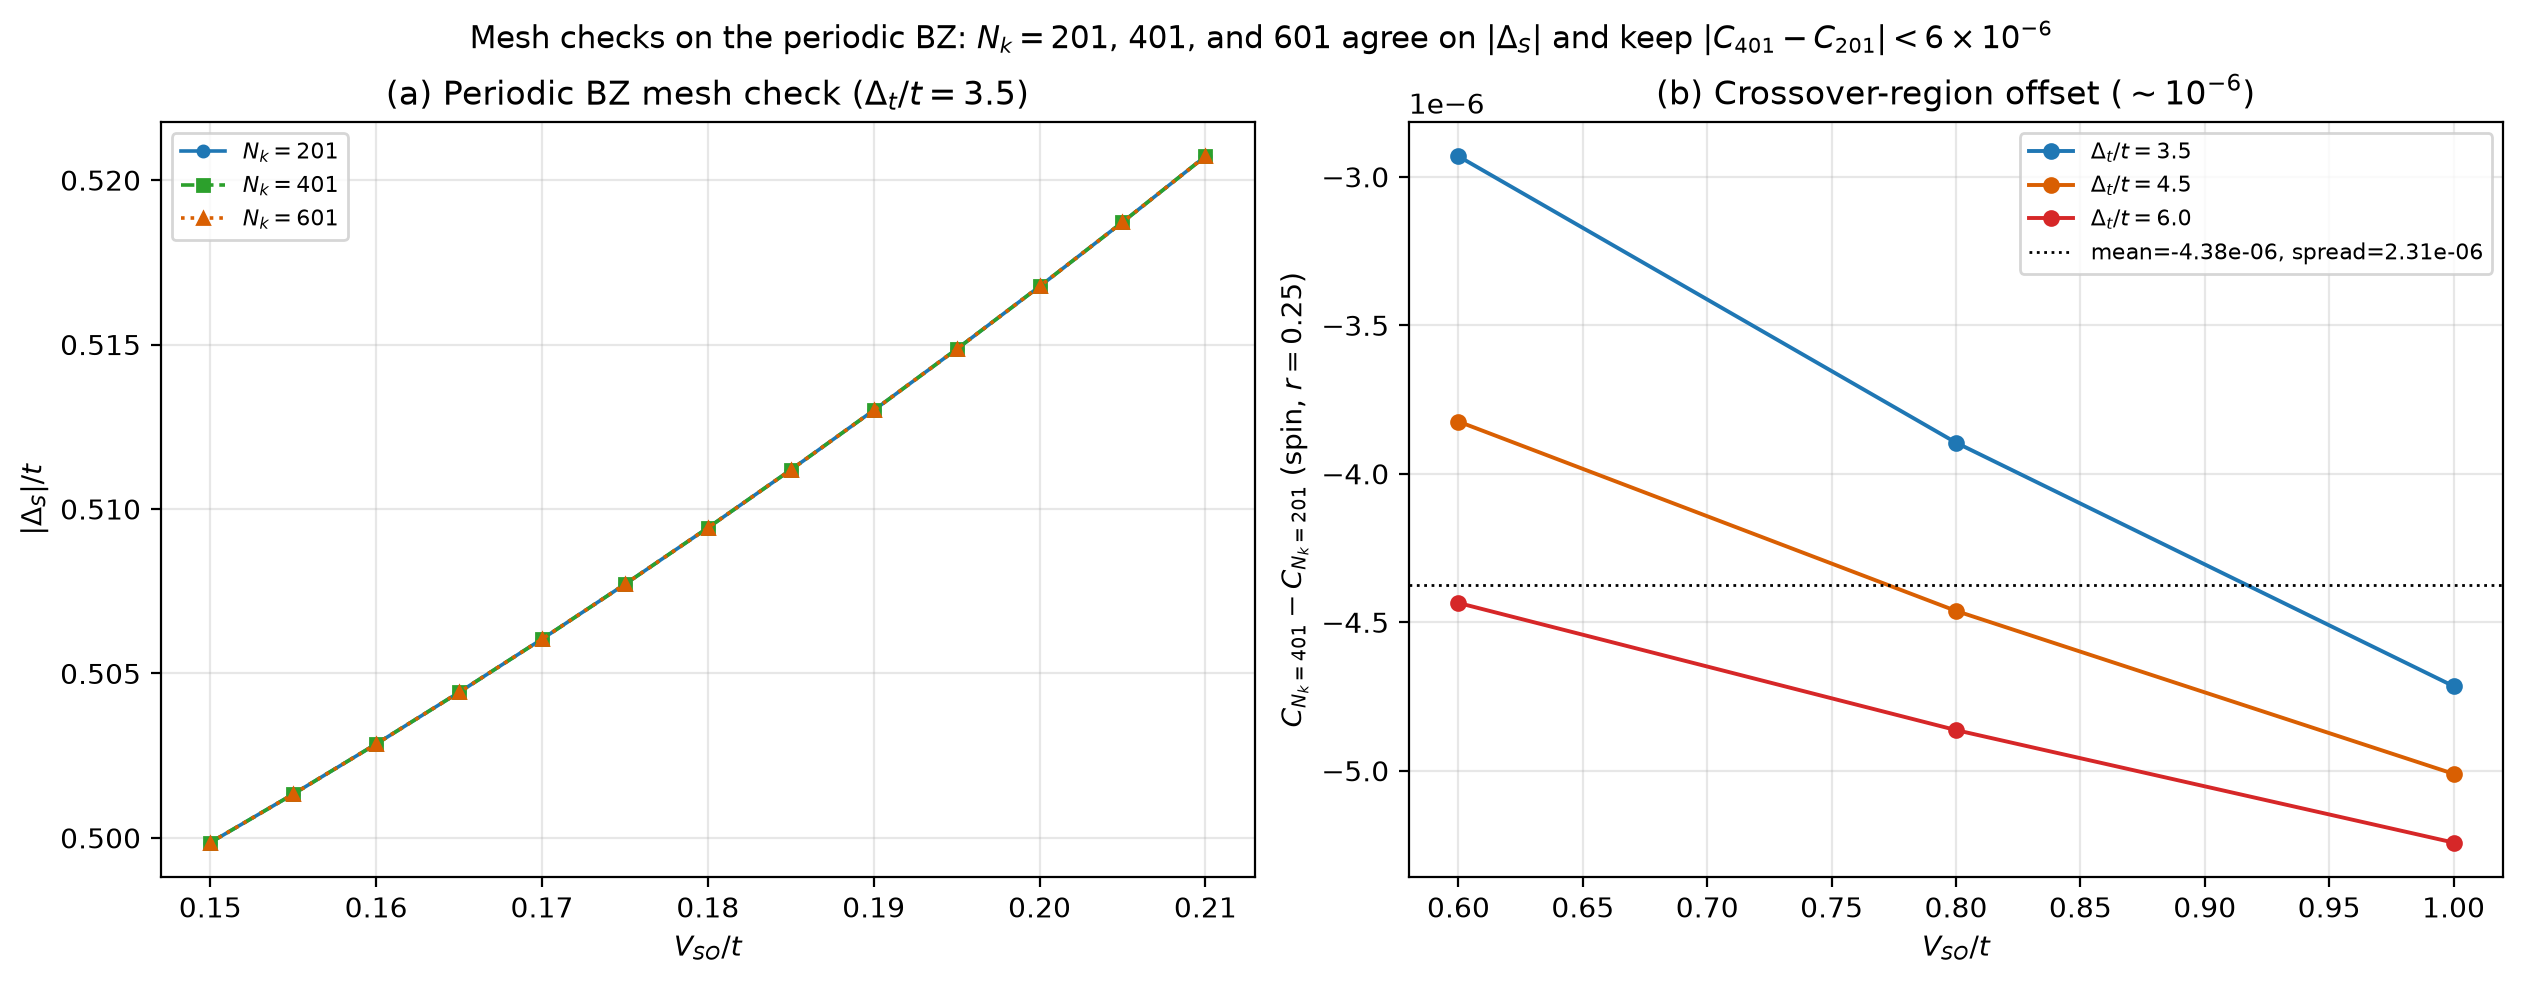 Mesh checks on the periodic BZ: $N_k = 201$, 401, and 601 agree on $|\Delta_s|$ and keep $|C_{401} - C_{201}| < 6 \times 10^{-6}$
(a) Periodic BZ mesh check ($\Delta_t/t = 3.5$)
$N_k = 201$
$N_k = 401$
$N_k = 601$
0.520
0.515
0.510
0.505
0.500
$|\Delta_s|/t$
0.15 0.16 0.17 0.18 0.19 0.20 0.21
$V_{SO}/t$
(b) Crossover-region offset ($\sim 10^{-6}$)
1e−6
$\Delta_t/t = 3.5$
$\Delta_t/t = 4.5$
$\Delta_t/t = 6.0$
mean=-4.38e-06, spread=2.31e-06
−3.0
−3.5
−4.0
−4.5
−5.0
$C_{N_k=401} - C_{N_k=201}$ (spin, $r = 0.25$)
0.60 0.65 0.70 0.75 0.80 0.85 0.90 0.95 1.00
$V_{SO}/t$